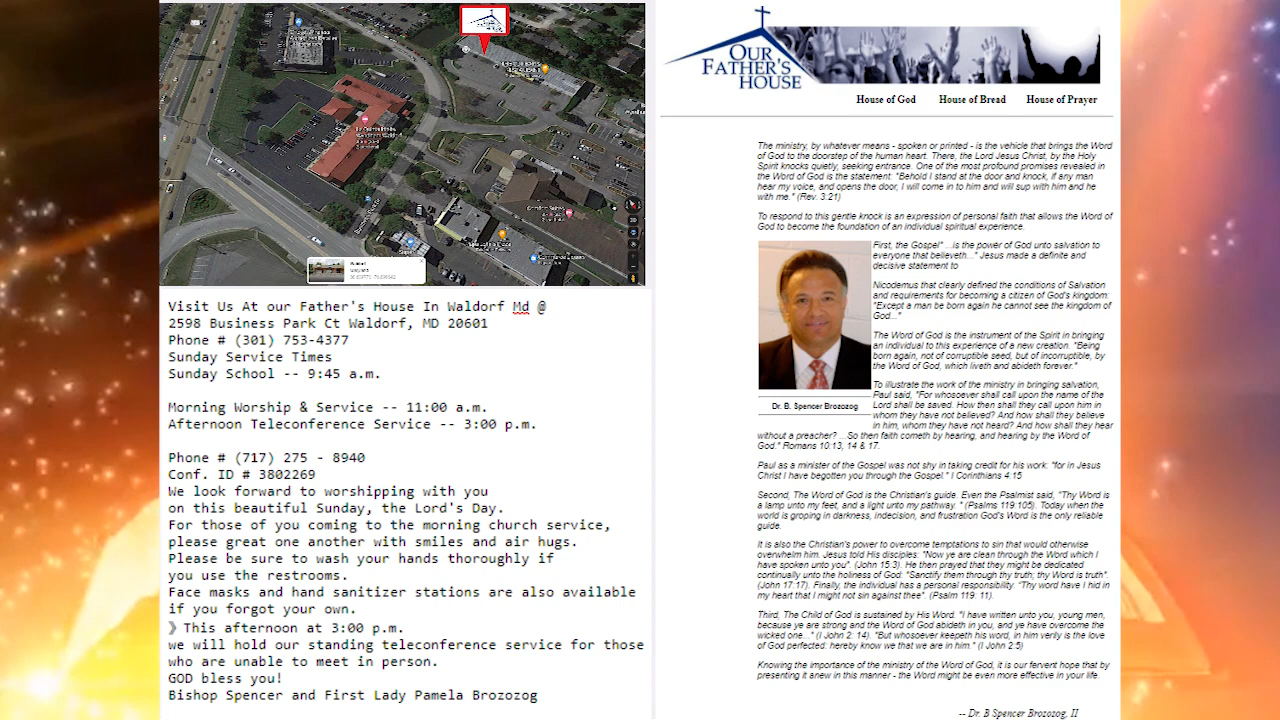 Visit Us At our Father's House In Waldorf Md @
2598 Business Park Ct Waldorf, MD 20601
Phone # (301) 753-4377
Sunday Service Times
Sunday School -- 9:45 a.m.
Morning Worship & Service -- 11:00 a.m.
Afternoon Teleconference Service -- 3:00 p.m.
Phone # (717) 275 - 8940
Conf. ID # 3802269
We look forward to worshipping with you
on this beautiful Sunday, the Lord's Day.
For those of you coming to the morning church service,
please great one another with smiles and air hugs.
Please be sure to wash your hands thoroughly if
you use the restrooms.
Face masks and hand sanitizer stations are also available
if you forgot your own.
》This afternoon at 3:00 p.m.
we will hold our standing teleconference service for those
who are unable to meet in person.
GOD bless you!
Bishop Spencer and First Lady Pamela Brozozog
OUR
FATHER'S
HOUSE
House of God House of Bread House of Prayer
The ministry, by whatever means - spoken or printed - is the vehicle that brings the Word
of God to the doorstep of the human heart. There, the Lord Jesus Christ, by the Holy
Spirit knocks quietly, seeking entrance. One of the most profound promises revealed in
the Word of God is the statement: "Behold I stand at the door and knock, if any man
hear my voice, and opens the door, I will come in to him and will sup with him and he
with me." (Rev. 3:21)
To respond to this gentle knock is an expression of personal faith that allows the Word of
God to become the foundation of an individual spiritual experience.
First, the Gospel" ...is the power of God unto salvation to
everyone that believeth..." Jesus made a definite and
decisive statement to
Nicodemus that clearly defined the conditions of Salvation
and requirements for becoming a citizen of God's kingdom:
"Except a man be born again he cannot see the kingdom of
God..."
The Word of God is the instrument of the Spirit in bringing
an individual to this experience of a new creation. "Being
born again, not of corruptible seed, but of incorruptible, by
the Word of God, which liveth and abideth forever."
To illustrate the work of the ministry in bringing salvation,
Paul said, "For whosoever shall call upon the name of the
Lord shall be saved. How then shall they call upon him in
whom they have not believed? And how shall they believe
in him, whom they have not heard? And how shall they hear
without a preacher? ...So then faith cometh by hearing, and hearing by the Word of
God." Romans 10:13, 14 & 17.
Dr. B. Spencer Brozozog
Paul as a minister of the Gospel was not shy in taking credit for his work: "for in Jesus
Christ I have begotten you through the Gospel." I Corinthians 4:15
Second, The Word of God is the Christian's guide. Even the Psalmist said, "Thy Word is
a lamp unto my feet, and a light unto my pathway. " (Psalms 119:105). Today when the
world is groping in darkness, indecision, and frustration God's Word is the only reliable
guide.
It is also the Christian's power to overcome temptations to sin that would otherwise
overwhelm him. Jesus told His disciples: "Now ye are clean through the Word which I
have spoken unto you". (John 15:3). He then prayed that they might be dedicated
continually unto the holiness of God. "Sanctify them through thy truth; thy Word is truth".
(John 17:17). Finally, the individual has a personal responsibility. "Thy word have I hid in
my heart that I might not sin against thee". (Psalm 119: 11).
Third, The Child of God is sustained by His Word. "I have written unto you, young men,
because ye are strong and the Word of God abideth in you, and ye have overcome the
wicked one..." (I John 2: 14). "But whosoever keepeth his word, in him verily is the love
of God perfected: hereby know we that we are in him." (I John 2:5)
Knowing the importance of the ministry of the Word of God, it is our fervent hope that by
presenting it anew in this manner - the Word might be even more effective in your life.
-- Dr. B Spencer Brozozog, II